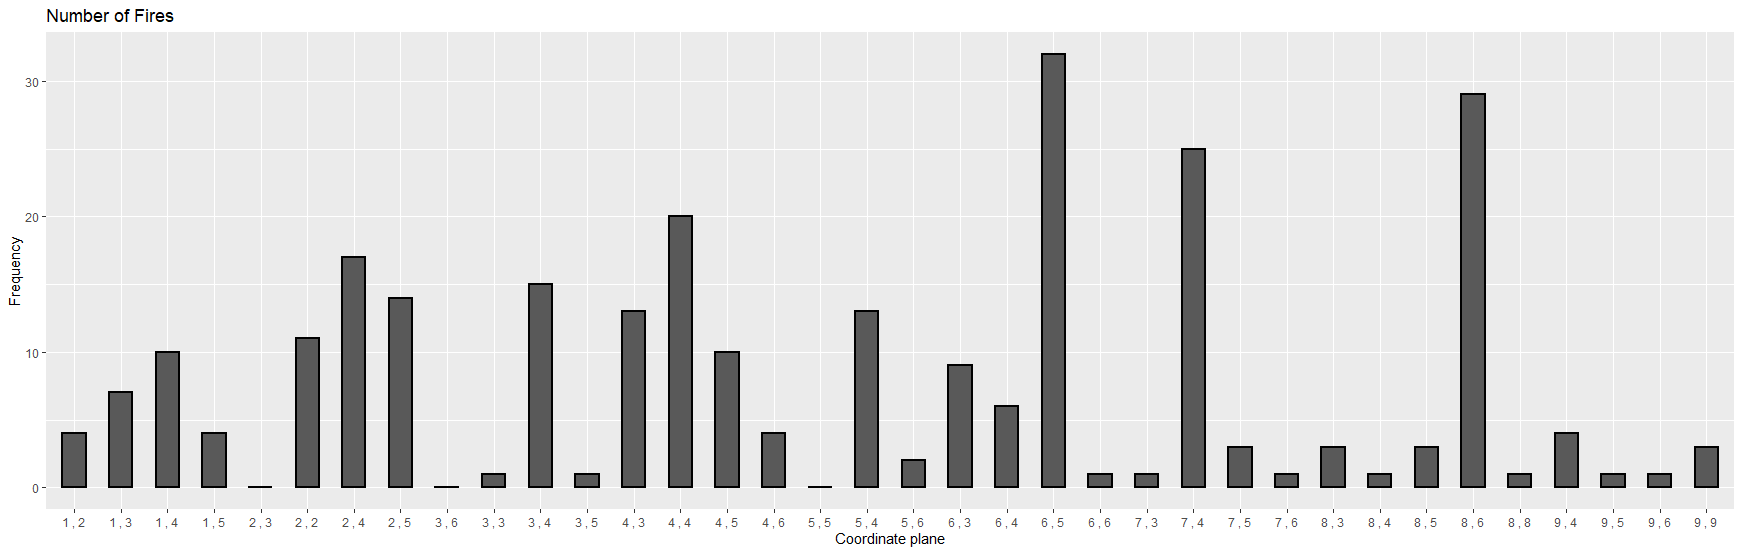 Number of Fires
Frequency
30
20
10
0
1 , 2 1 , 3 1 , 4 1 , 5 2 , 3 2 , 2 2 , 4 2 , 5 3 , 6 3 , 3 3 , 4 3 , 5 4 , 3 4 , 4 4 , 5 4 , 6 5 , 5 5 , 4 5 , 6 6 , 3 6 , 4 6 , 5 6 , 6 7 , 3 7 , 4 7 , 5 7 , 6 8 , 3 8 , 4 8 , 5 8 , 6 8 , 8 9 , 4 9 , 5 9 , 6 9 , 9
Coordinate plane